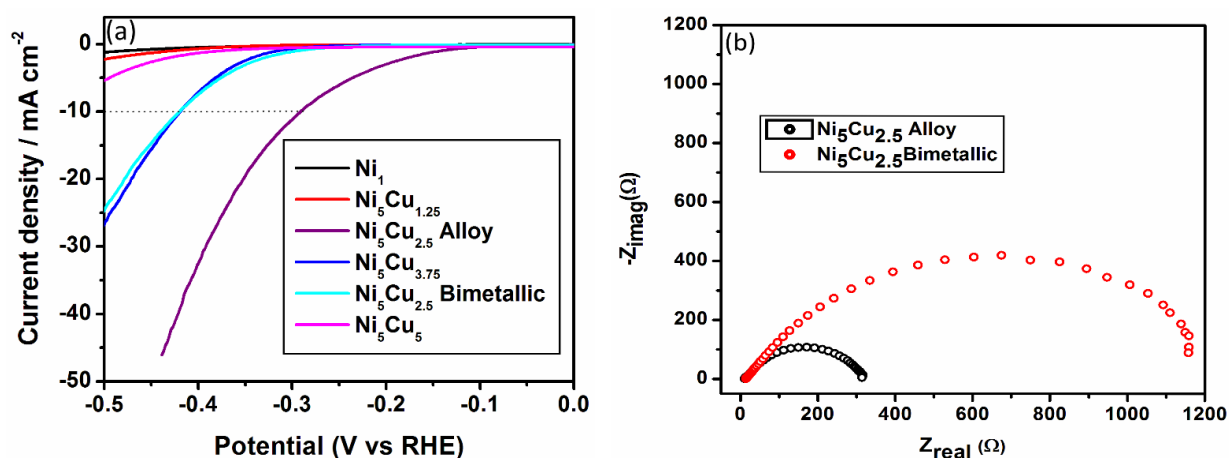 (a)
Current density / mA cm⁻²
0
-10
-20
-30
-40
-50
-0.5 -0.4 -0.3 -0.2 -0.1 0.0
Potential (V vs RHE)
Ni₁
Ni₅Cu₁.₂₅
Ni₅Cu₂.₅ Alloy
Ni₅Cu₃.₇₅
Ni₅Cu₂.₅ Bimetallic
Ni₅Cu₅
(b)
-Zimag(Ω)
1200
1000
800
600
400
200
0
0 200 400 600 800 1000 1200
Zreal (Ω)
Ni₅Cu₂.₅ Alloy
Ni₅Cu₂.₅Bimetallic